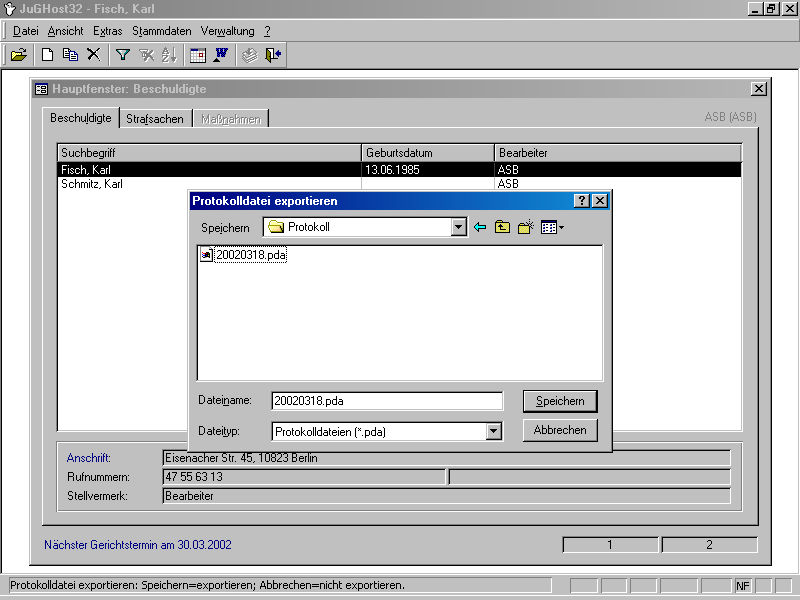 JuGHost32 - Fisch, Karl
Datei Ansicht Extras Stammdaten Verwaltung ?
Hauptfenster: Beschuldigte
Beschuldigte Strafsachen Maßnahmen ASB (ASB)
Suchbegriff Geburtsdatum Bearbeiter
Fisch, Karl 13.06.1985 ASB
Schmitz, Karl ASB
Protokolldatei exportieren
Speichern Protokoll
20020318.pda
Dateiname: 20020318.pda Speichern
Dateityp: Protokolldateien (*.pda) Abbrechen
Anschrift: Eisenacher Str. 45, 10823 Berlin
Rufnummern: 47 55 63 13
Stellvermerk: Bearbeiter
Nächster Gerichtstermin am 30.03.2002 1 2
Protokolldatei exportieren: Speichern=exportieren; Abbrechen=nicht exportieren. NF